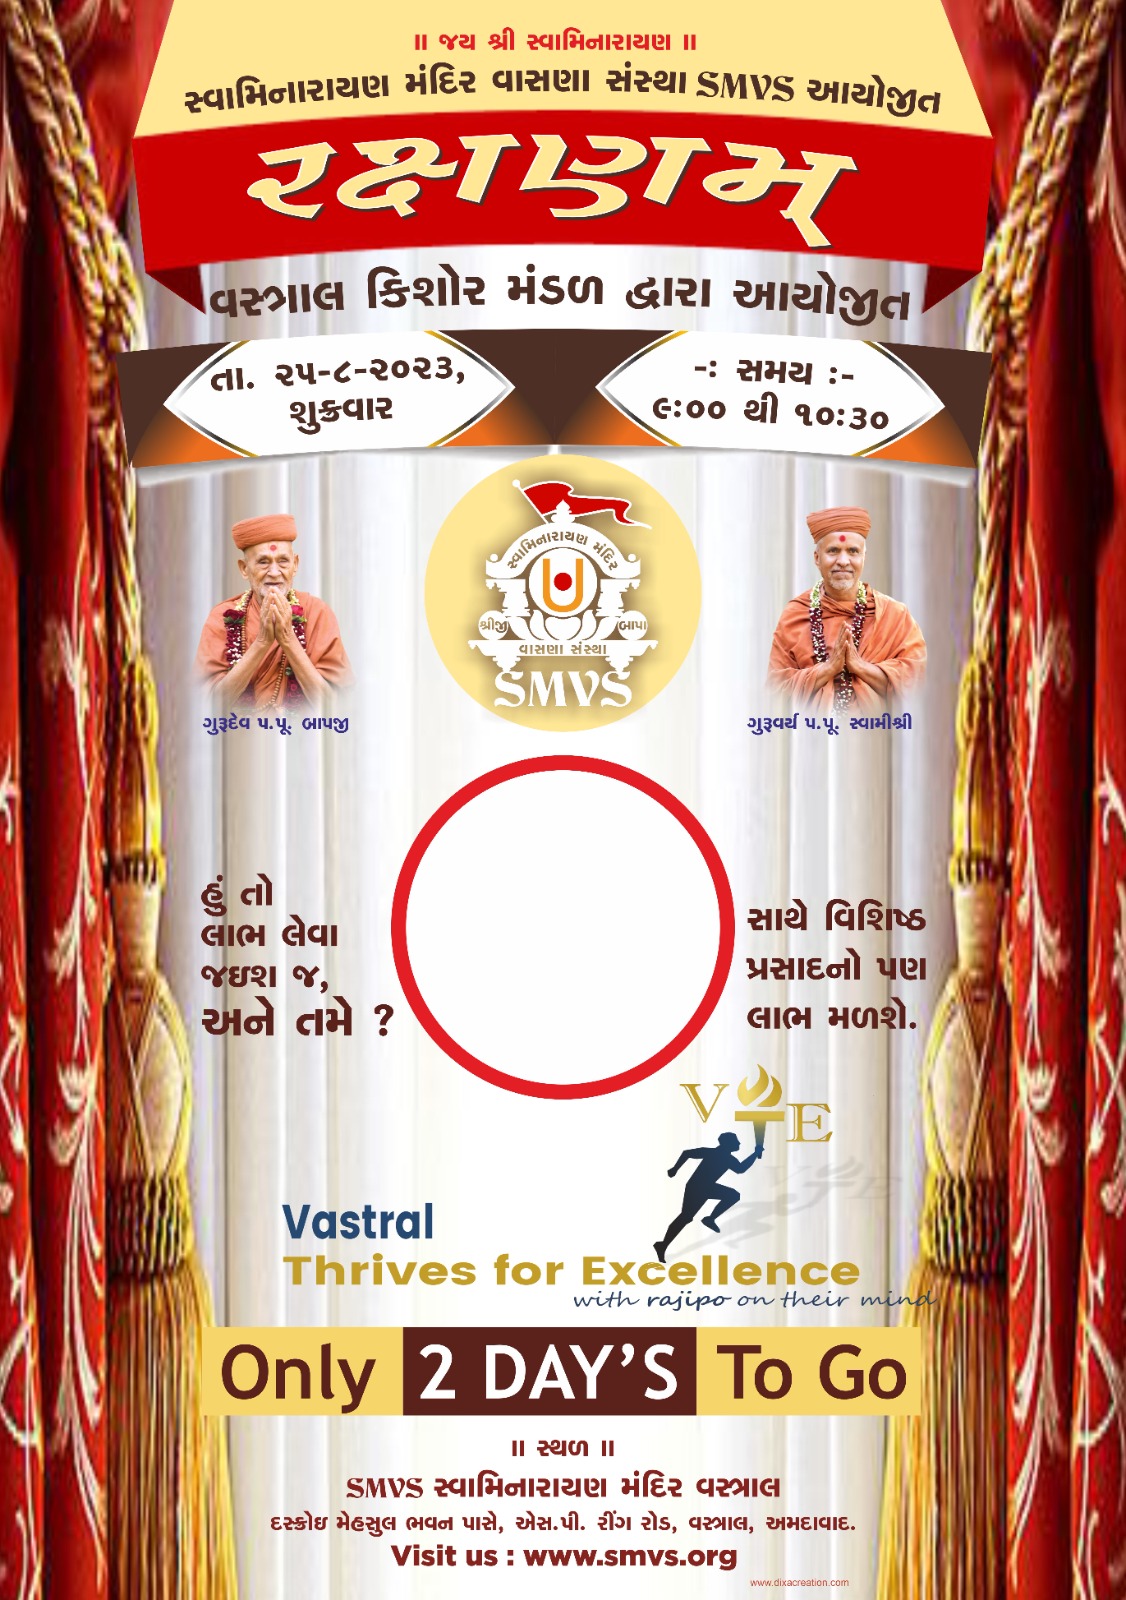 ॥ જય શ્રી સ્વામિનારાયણ ॥
સ્વામિનારાયણ મંદિર વાસણા સંસ્થા SMVS આયોજીત
રક્ષણમ્
વસ્ત્રાલ કિશોર મંડળ દ્વારા આયોજીત
તા. ૨૫-૮-૨૦૨૩,
શુક્રવાર
-: સમય :-
૯:૦૦ થી ૧૦:૩૦
સ્વામિનારાયણ મંદિર
શ્રીજી
બાપા
વાસણા સંસ્થા
SMVS
ગુરુદેવ પ.પૂ. બાપજી
ગુરુવર્ય પ.પૂ. સ્વામીશ્રી
હું તો
લાભ લેવા
જઇશ જ,
અને તમે ?
સાથે વિશિષ્ઠ
પ્રસાદનો પણ
લાભ મળશે.
V E
Vastral
Thrives for Excellence
with rajipo on their mind
Only 2 DAY'S To Go
॥ સ્થળ ॥
SMVS સ્વામિનારાયણ મંદિર વસ્ત્રાલ
દસ્ક્રોઇ મેહસુલ ભવન પાસે, એસ.પી. રીંગ રોડ, વસ્ત્રાલ, અમદાવાદ.
Visit us : www.smvs.org
www.dixacreation.com